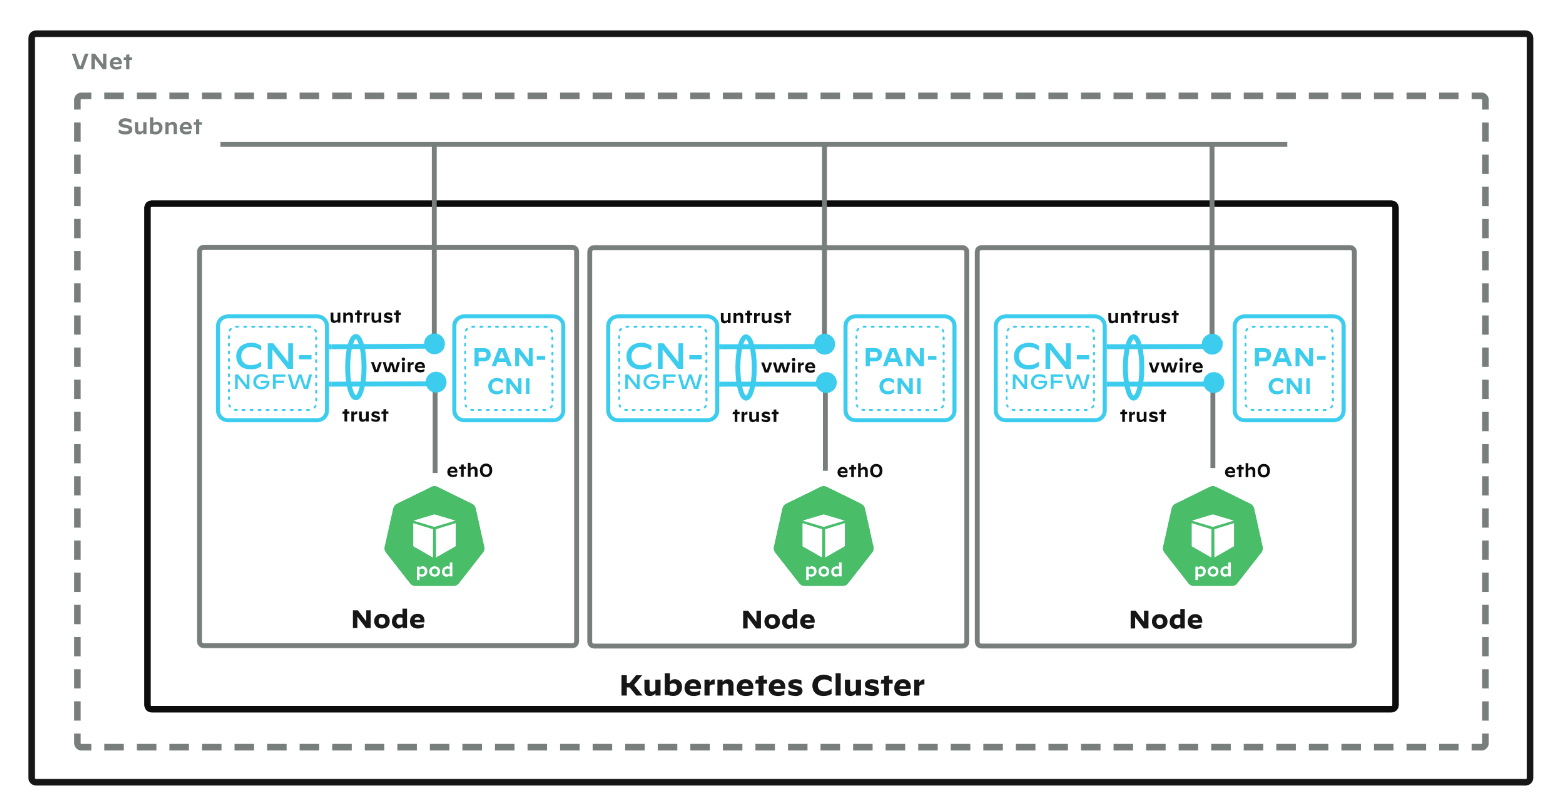 VNet
Subnet
untrust
CN-
NGFW
vwire
PAN-
CNI
trust
eth0
pod
Node
untrust
CN-
NGFW
vwire
PAN-
CNI
trust
eth0
pod
Node
untrust
CN-
NGFW
vwire
PAN-
CNI
trust
eth0
pod
Node
Kubernetes Cluster